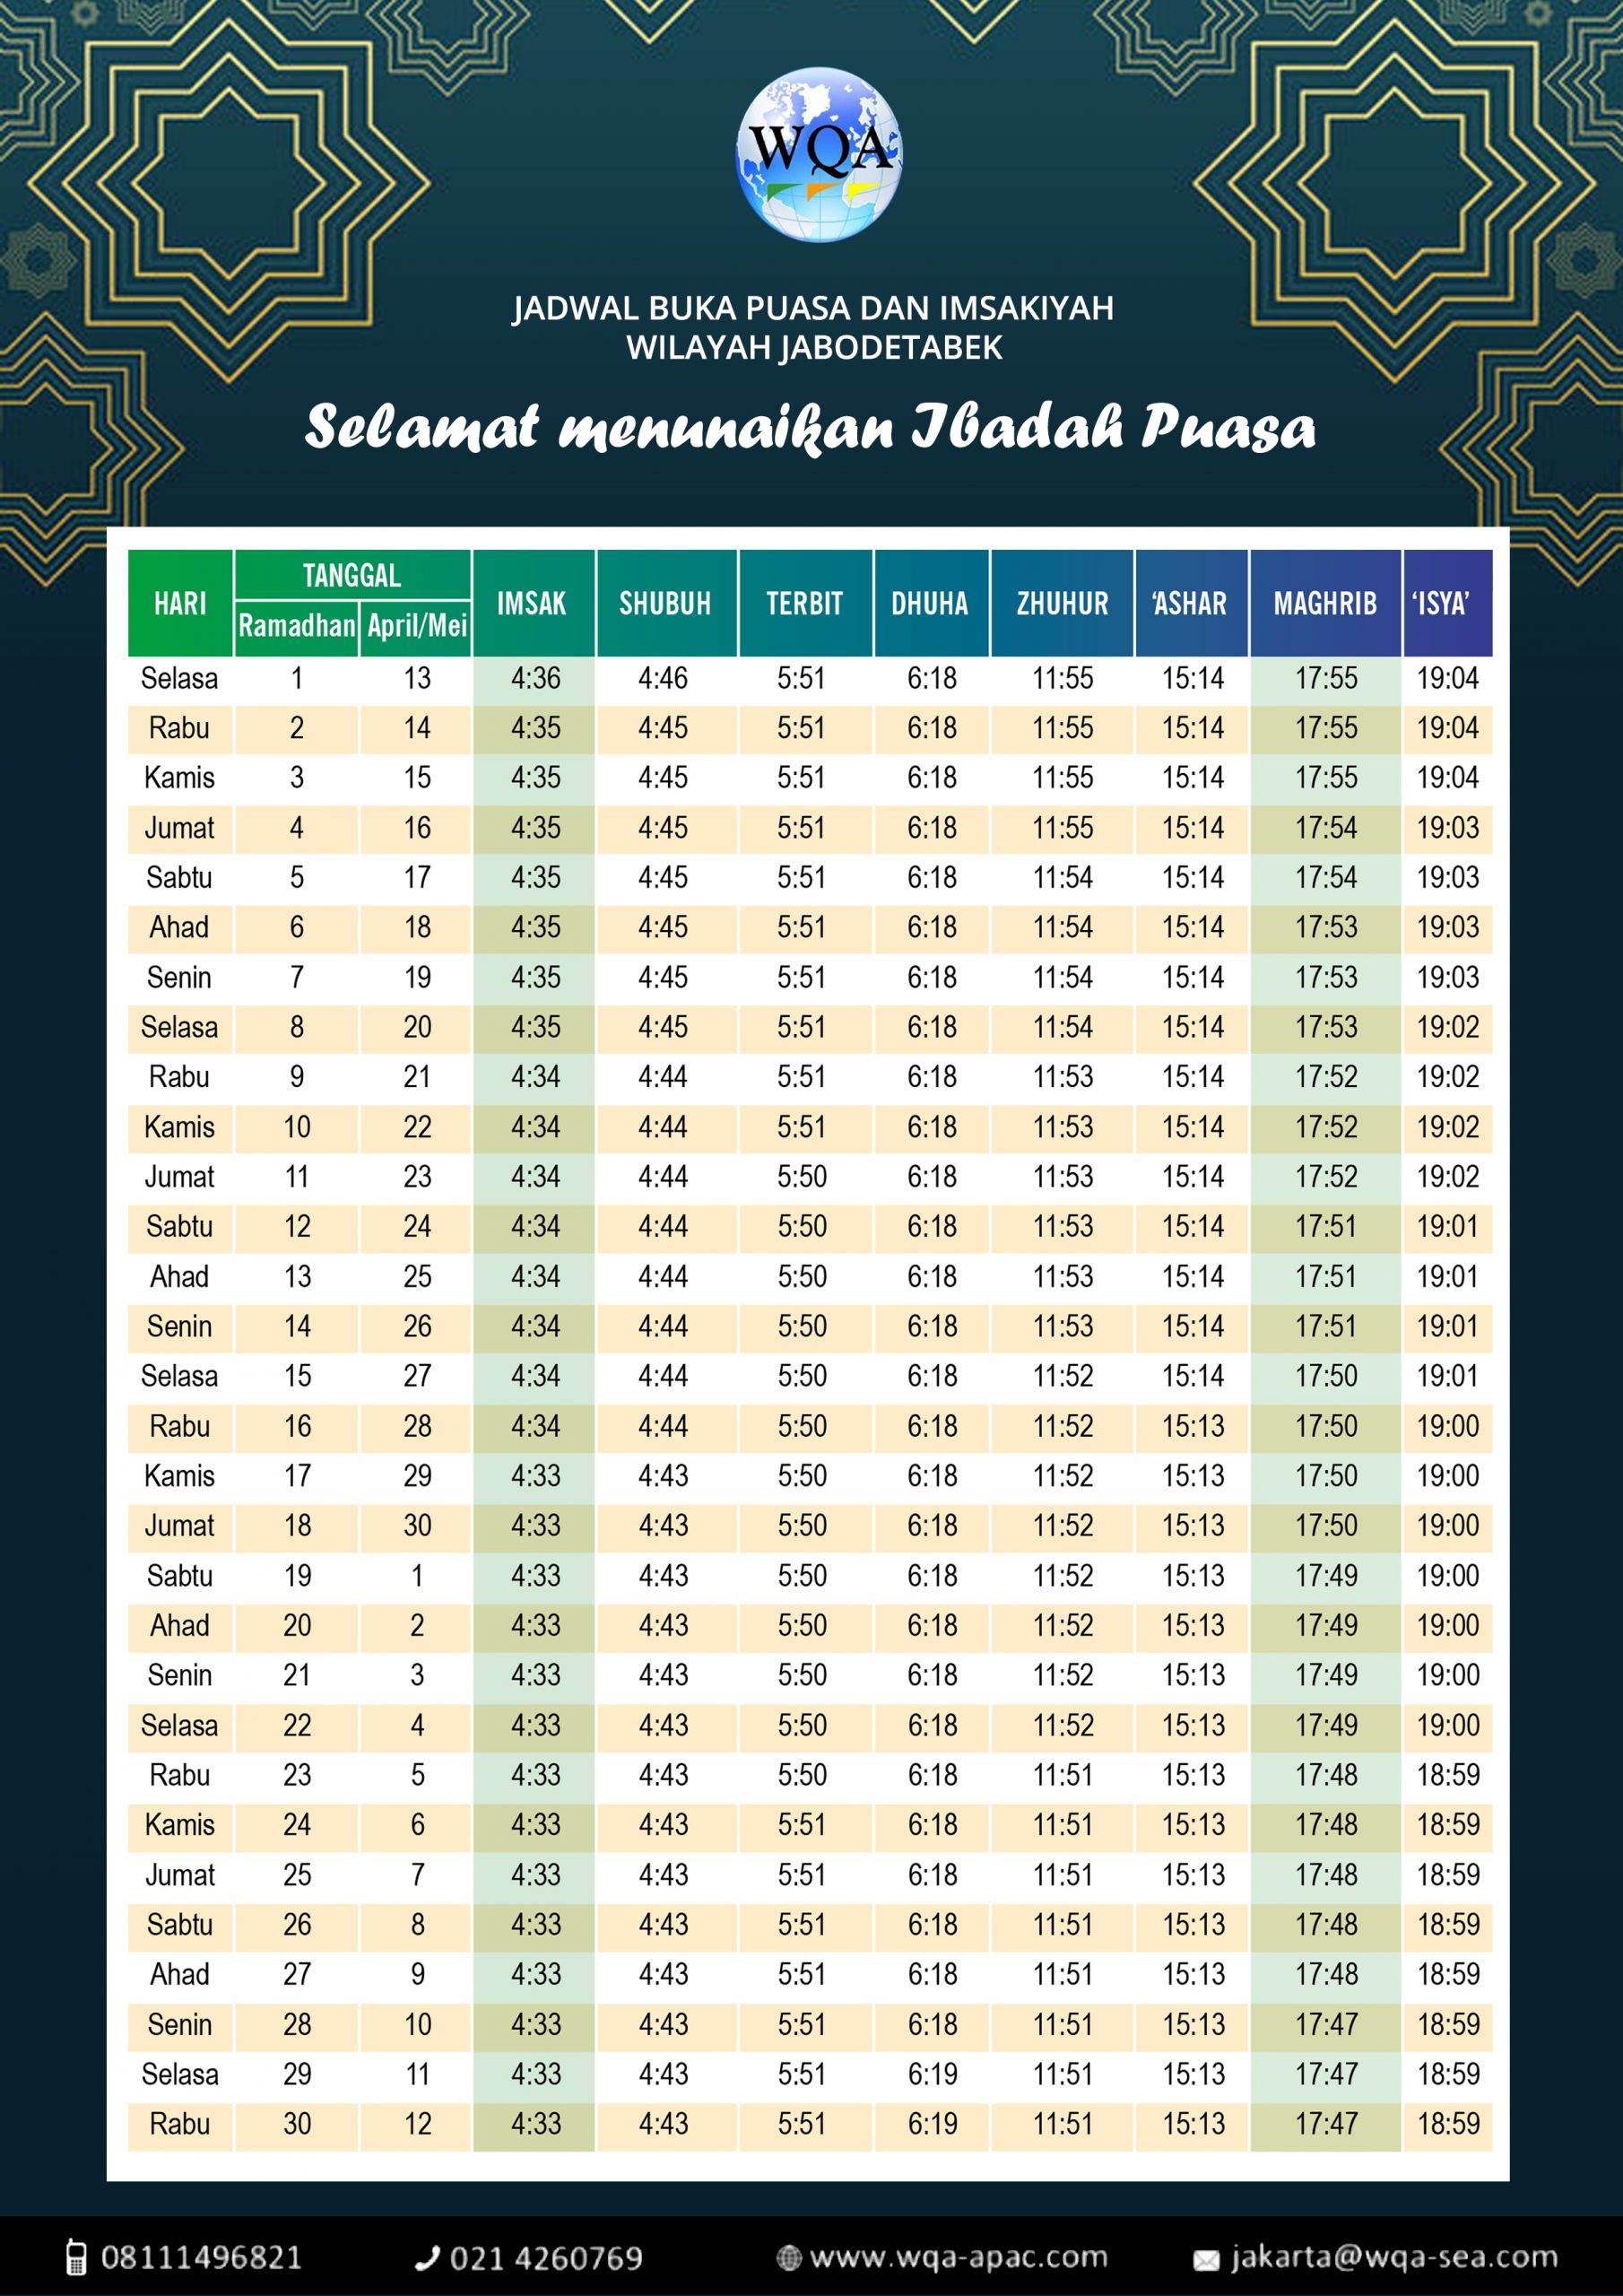 WQA
JADWAL BUKA PUASA DAN IMSAKIYAH
WILAYAH JABODETABEK
Selamat menunaikan Ibadah Puasa
HARI TANGGAL IMSAK SHUBUH TERBIT DHUHA ZHUHUR ‘ASHAR MAGHRIB ‘ISYA’
Ramadhan April/Mei
Selasa 1 13 4:36 4:46 5:51 6:18 11:55 15:14 17:55 19:04
Rabu 2 14 4:35 4:45 5:51 6:18 11:55 15:14 17:55 19:04
Kamis 3 15 4:35 4:45 5:51 6:18 11:55 15:14 17:55 19:04
Jumat 4 16 4:35 4:45 5:51 6:18 11:55 15:14 17:54 19:03
Sabtu 5 17 4:35 4:45 5:51 6:18 11:54 15:14 17:54 19:03
Ahad 6 18 4:35 4:45 5:51 6:18 11:54 15:14 17:53 19:03
Senin 7 19 4:35 4:45 5:51 6:18 11:54 15:14 17:53 19:03
Selasa 8 20 4:35 4:45 5:51 6:18 11:54 15:14 17:53 19:02
Rabu 9 21 4:34 4:44 5:51 6:18 11:53 15:14 17:52 19:02
Kamis 10 22 4:34 4:44 5:51 6:18 11:53 15:14 17:52 19:02
Jumat 11 23 4:34 4:44 5:50 6:18 11:53 15:14 17:52 19:02
Sabtu 12 24 4:34 4:44 5:50 6:18 11:53 15:14 17:51 19:01
Ahad 13 25 4:34 4:44 5:50 6:18 11:53 15:14 17:51 19:01
Senin 14 26 4:34 4:44 5:50 6:18 11:53 15:14 17:51 19:01
Selasa 15 27 4:34 4:44 5:50 6:18 11:52 15:14 17:50 19:01
Rabu 16 28 4:34 4:44 5:50 6:18 11:52 15:13 17:50 19:00
Kamis 17 29 4:33 4:43 5:50 6:18 11:52 15:13 17:50 19:00
Jumat 18 30 4:33 4:43 5:50 6:18 11:52 15:13 17:50 19:00
Sabtu 19 1 4:33 4:43 5:50 6:18 11:52 15:13 17:49 19:00
Ahad 20 2 4:33 4:43 5:50 6:18 11:52 15:13 17:49 19:00
Senin 21 3 4:33 4:43 5:50 6:18 11:52 15:13 17:49 19:00
Selasa 22 4 4:33 4:43 5:50 6:18 11:52 15:13 17:49 19:00
Rabu 23 5 4:33 4:43 5:50 6:18 11:51 15:13 17:48 18:59
Kamis 24 6 4:33 4:43 5:51 6:18 11:51 15:13 17:48 18:59
Jumat 25 7 4:33 4:43 5:51 6:18 11:51 15:13 17:48 18:59
Sabtu 26 8 4:33 4:43 5:51 6:18 11:51 15:13 17:48 18:59
Ahad 27 9 4:33 4:43 5:51 6:18 11:51 15:13 17:48 18:59
Senin 28 10 4:33 4:43 5:51 6:18 11:51 15:13 17:47 18:59
Selasa 29 11 4:33 4:43 5:51 6:19 11:51 15:13 17:47 18:59
Rabu 30 12 4:33 4:43 5:51 6:19 11:51 15:13 17:47 18:59
08111496821 021 4260769 www.wqa-apac.com jakarta@wqa-sea.com